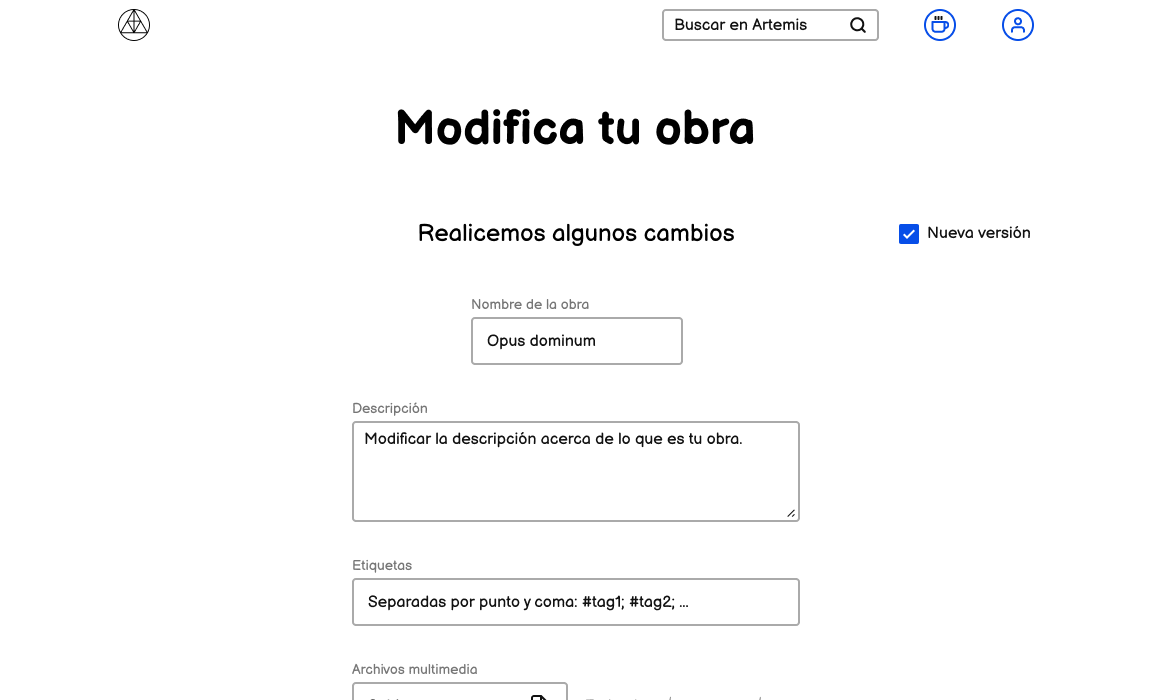 Buscar en Artemis
Modifica tu obra
Realicemos algunos cambios
Nueva versión
Nombre de la obra
Opus dominum
Descripción
Modificar la descripción acerca de lo que es tu obra.
Etiquetas
Separadas por punto y coma: #tag1; #tag2; ...
Archivos multimedia